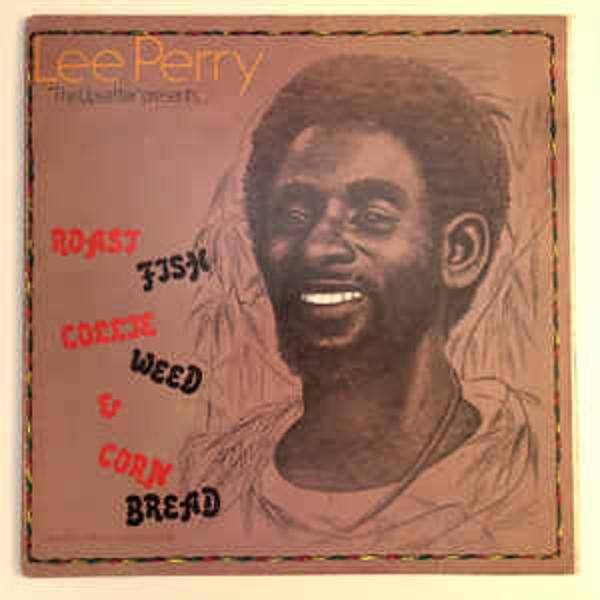 Lee Perry
"The Upsetter" presents...
ROAST
FISH
COLLIE
WEED
&
CORN
BREAD